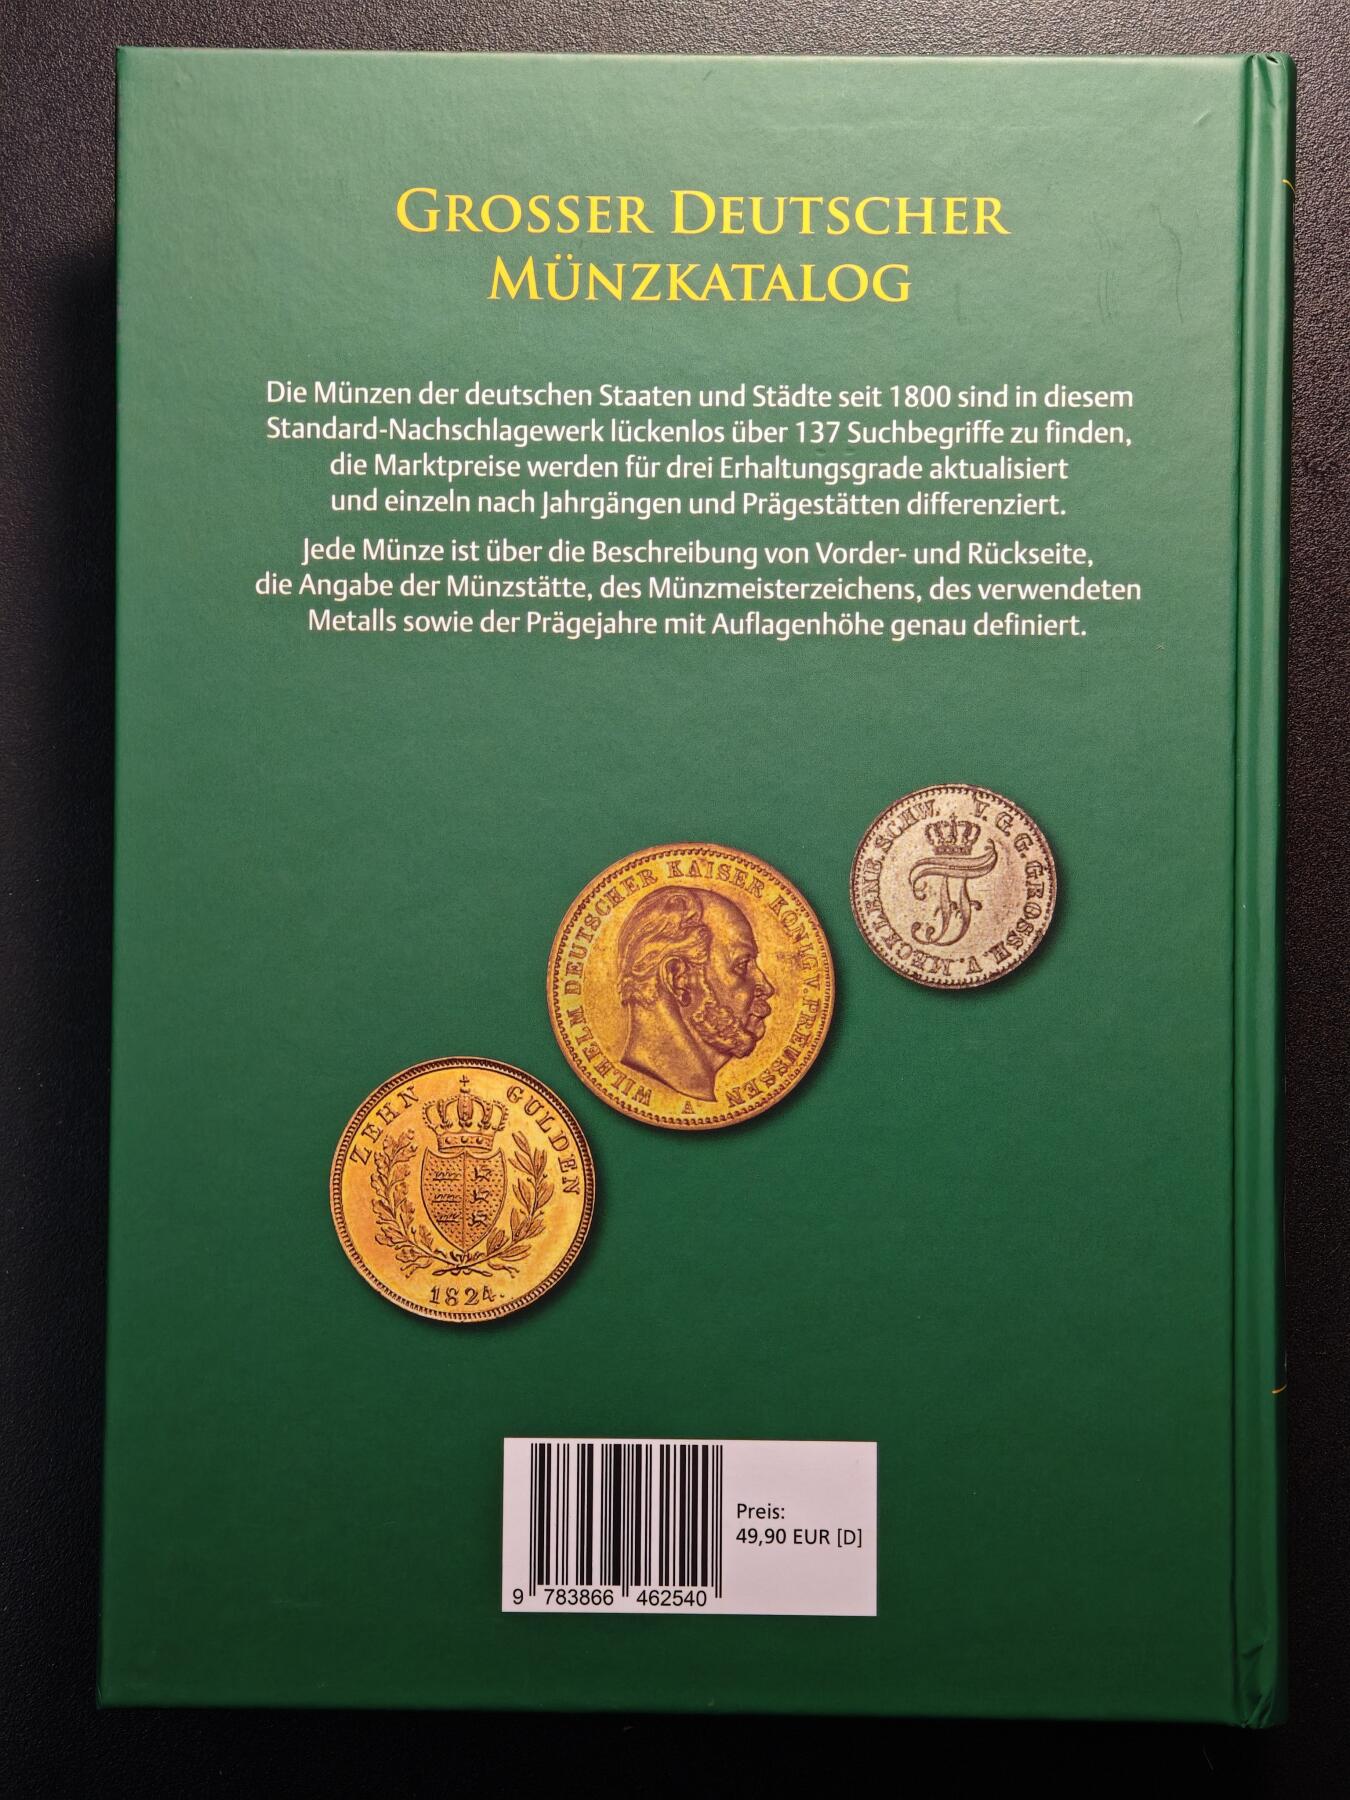 GROSSER DEUTSCHER
MÜNZKATALOG
Die Münzen der deutschen Staaten und Städte seit 1800 sind in diesem
Standard-Nachschlagewerk lückenlos über 137 Suchbegriffe zu finden,
die Marktpreise werden für drei Erhaltungsgrade aktualisiert
und einzeln nach Jahrgängen und Prägestätten differenziert.
Jede Münze ist über die Beschreibung von Vorder- und Rückseite,
die Angabe der Münzstätte, des Münzmeisterzeichens, des verwendeten
Metalls sowie der Prägejahre mit Auflagenhöhe genau definiert.
V. G. G. GROSSH. V. MECKLENB. SCHW.
FF
WILHELM DEUTSCHER KAISER KÖNIG V. PREUSSEN
A
ZEHN GULDEN
1824.
Preis:
49,90 EUR [D]
9 783866 462540